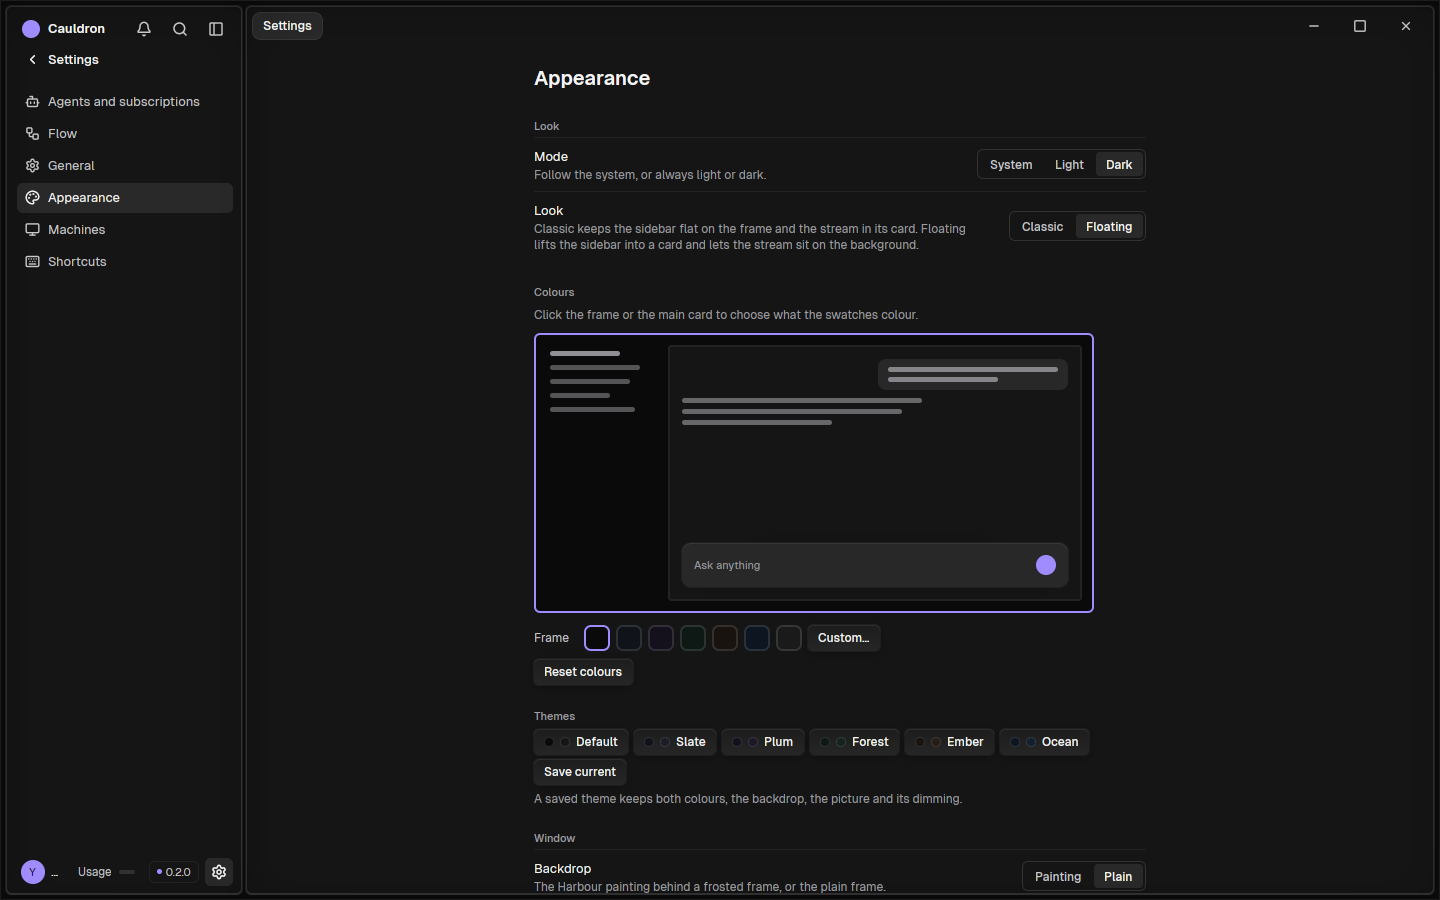 Cauldron
Settings
Agents and subscriptions
Flow
General
Appearance
Machines
Shortcuts
Y ...
Usage
0.2.0
Settings
Appearance
Look
Mode
Follow the system, or always light or dark.
System Light Dark
Look
Classic keeps the sidebar flat on the frame and the stream in its card. Floating
lifts the sidebar into a card and lets the stream sit on the background.
Classic Floating
Colours
Click the frame or the main card to choose what the swatches colour.
Ask anything
Frame
Custom...
Reset colours
Themes
Default Slate Plum Forest Ember Ocean
Save current
A saved theme keeps both colours, the backdrop, the picture and its dimming.
Window
Backdrop
The Harbour painting behind a frosted frame, or the plain frame.
Painting Plain